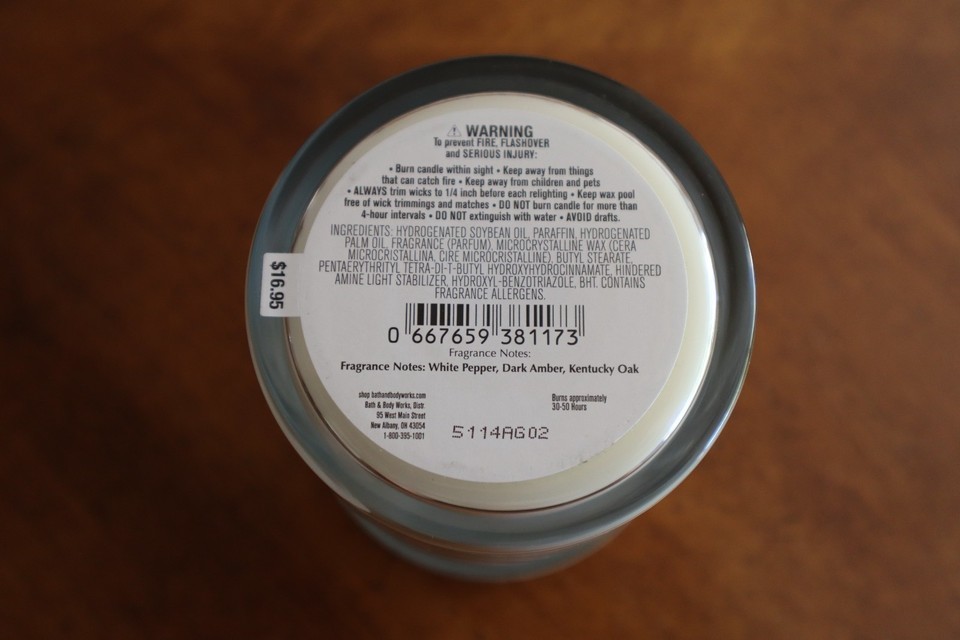 ⚠ WARNING
To prevent FIRE, FLASHOVER
and SERIOUS INJURY:
• Burn candle within sight • Keep away from things
that can catch fire • Keep away from children and pets
• ALWAYS trim wicks to 1/4 inch before each relighting • Keep wax pool
free of wick trimmings and matches • DO NOT burn candle for more than
4-hour intervals • DO NOT extinguish with water • AVOID drafts.
INGREDIENTS: HYDROGENATED SOYBEAN OIL, PARAFFIN, HYDROGENATED
PALM OIL, FRAGRANCE (PARFUM), MICROCRYSTALLINE WAX (CERA
MICROCRISTALLINA, CIRE MICROCRISTALLINE), BUTYL STEARATE,
PENTAERYTHRITYL TETRA-DI-T-BUTYL HYDROXYHYDROCINNAMATE, HINDERED
AMINE LIGHT STABILIZER, HYDROXYL-BENZOTRIAZOLE, BHT. CONTAINS
FRAGRANCE ALLERGENS.
$16.95
0 667659 381173
Fragrance Notes:
Fragrance Notes: White Pepper, Dark Amber, Kentucky Oak
shop bathandbodyworks.com
Bath & Body Works, Distr.
95 West Main Street
New Albany, OH 43054
1-800-395-1001
Burns approximately
30-50 Hours
5114AG02